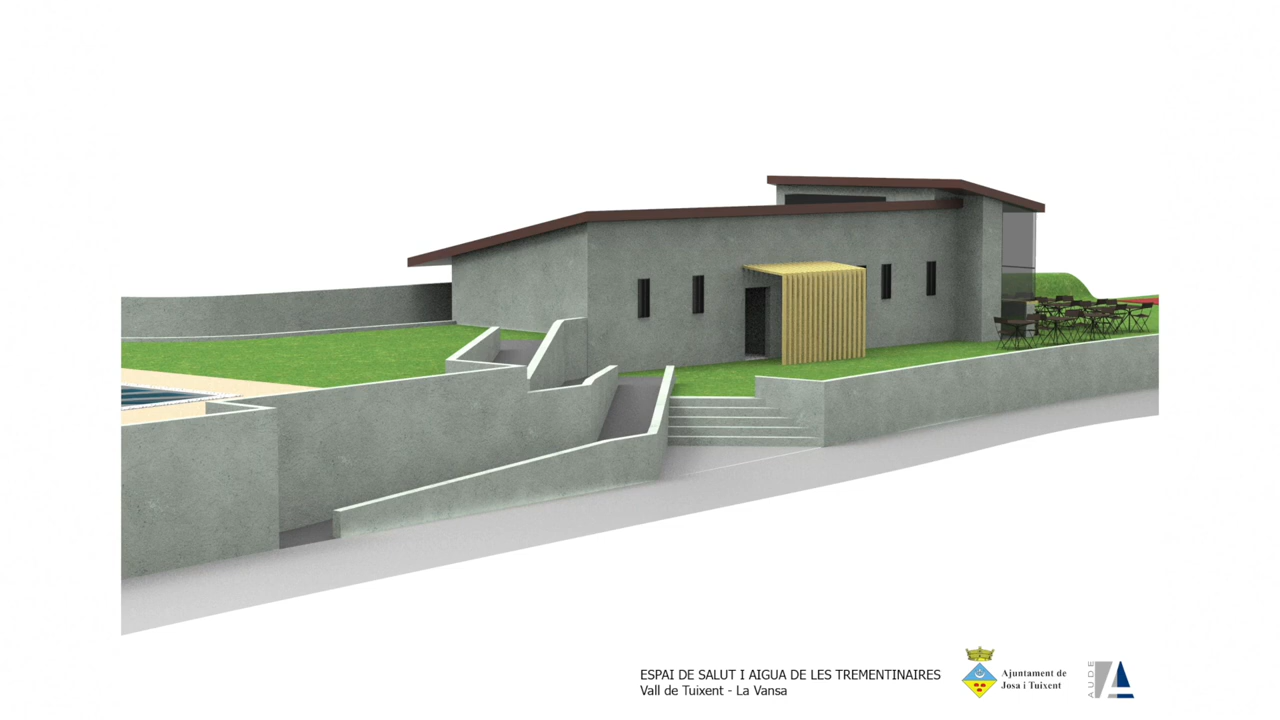 ESPAI DE SALUT I AIGUA DE LES TREMENTINAIRES
Vall de Tuixent - La Vansa
Ajuntament de
Josa i Tuixent
AUDE